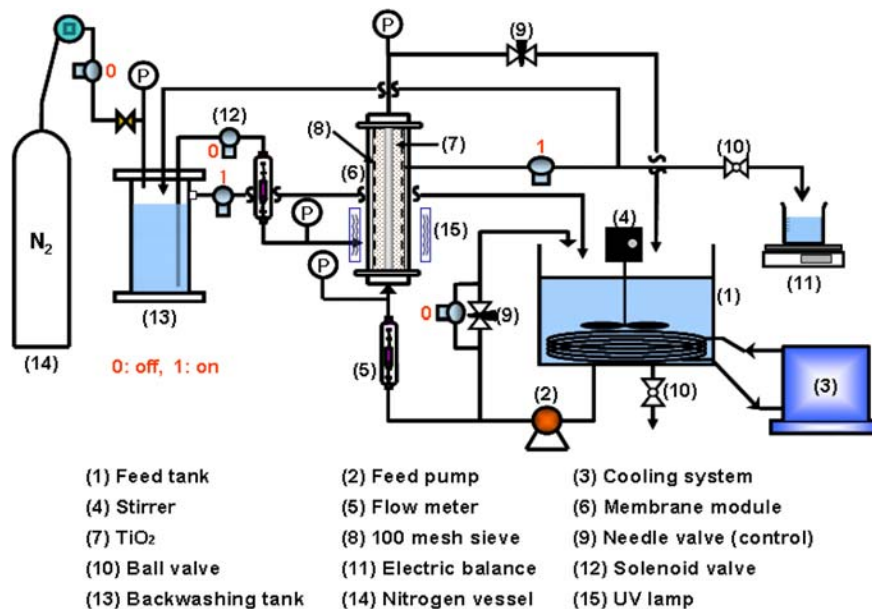 (9)
P
0
P
(12)
(8)
(7)
0
1
(10)
(6)
1
(4)
N2
P
(15)
P
(11)
(1)
0
(9)
(13)
(14)
0: off, 1: on
(5)
(2)
(10)
(3)
(1) Feed tank (2) Feed pump (3) Cooling system
(4) Stirrer (5) Flow meter (6) Membrane module
(7) TiO2 (8) 100 mesh sieve (9) Needle valve (control)
(10) Ball valve (11) Electric balance (12) Solenoid valve
(13) Backwashing tank (14) Nitrogen vessel (15) UV lamp